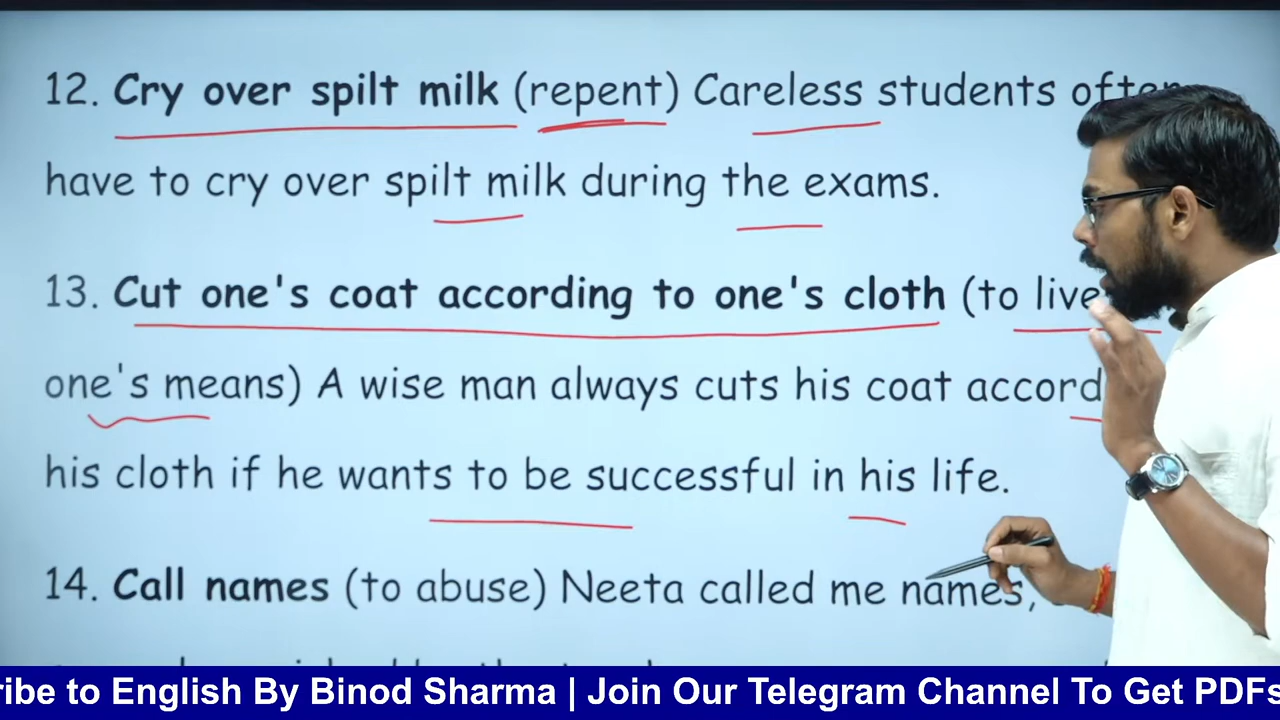 12. Cry over spilt milk (repent) Careless students often
have to cry over spilt milk during the exams.
13. Cut one's coat according to one's cloth (to live
one's means) A wise man always cuts his coat accord
his cloth if he wants to be successful in his life.
14. Call names (to abuse) Neeta called me names,
ribe to English By Binod Sharma | Join Our Telegram Channel To Get PDFs